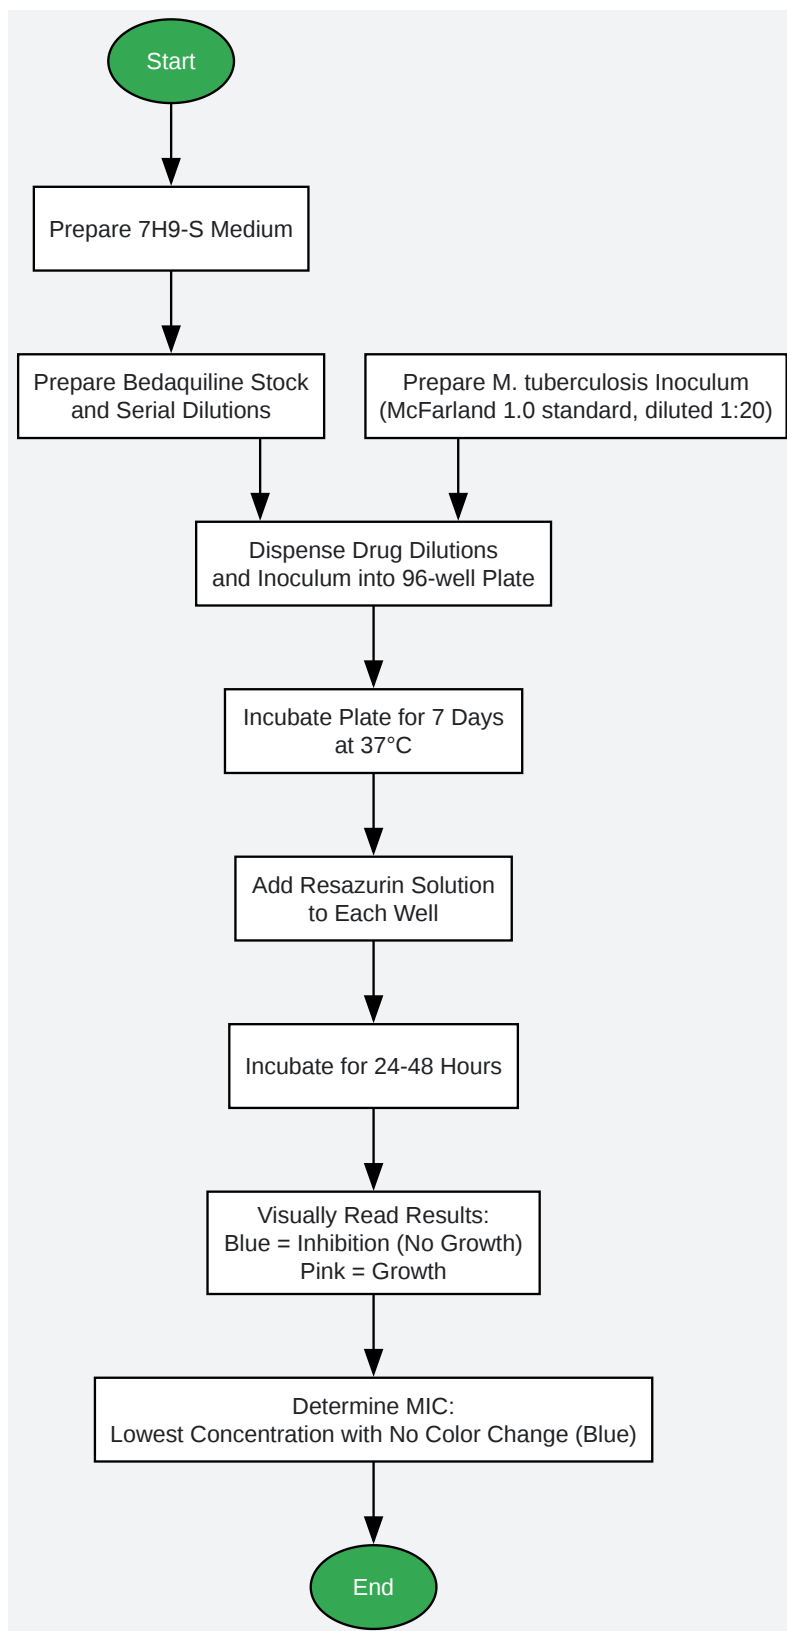 Start
Prepare 7H9-S Medium
Prepare Bedaquiline Stock
and Serial Dilutions
Prepare M. tuberculosis Inoculum
(McFarland 1.0 standard, diluted 1:20)
Dispense Drug Dilutions
and Inoculum into 96-well Plate
Incubate Plate for 7 Days
at 37°C
Add Resazurin Solution
to Each Well
Incubate for 24-48 Hours
Visually Read Results:
Blue = Inhibition (No Growth)
Pink = Growth
Determine MIC:
Lowest Concentration with No Color Change (Blue)
End